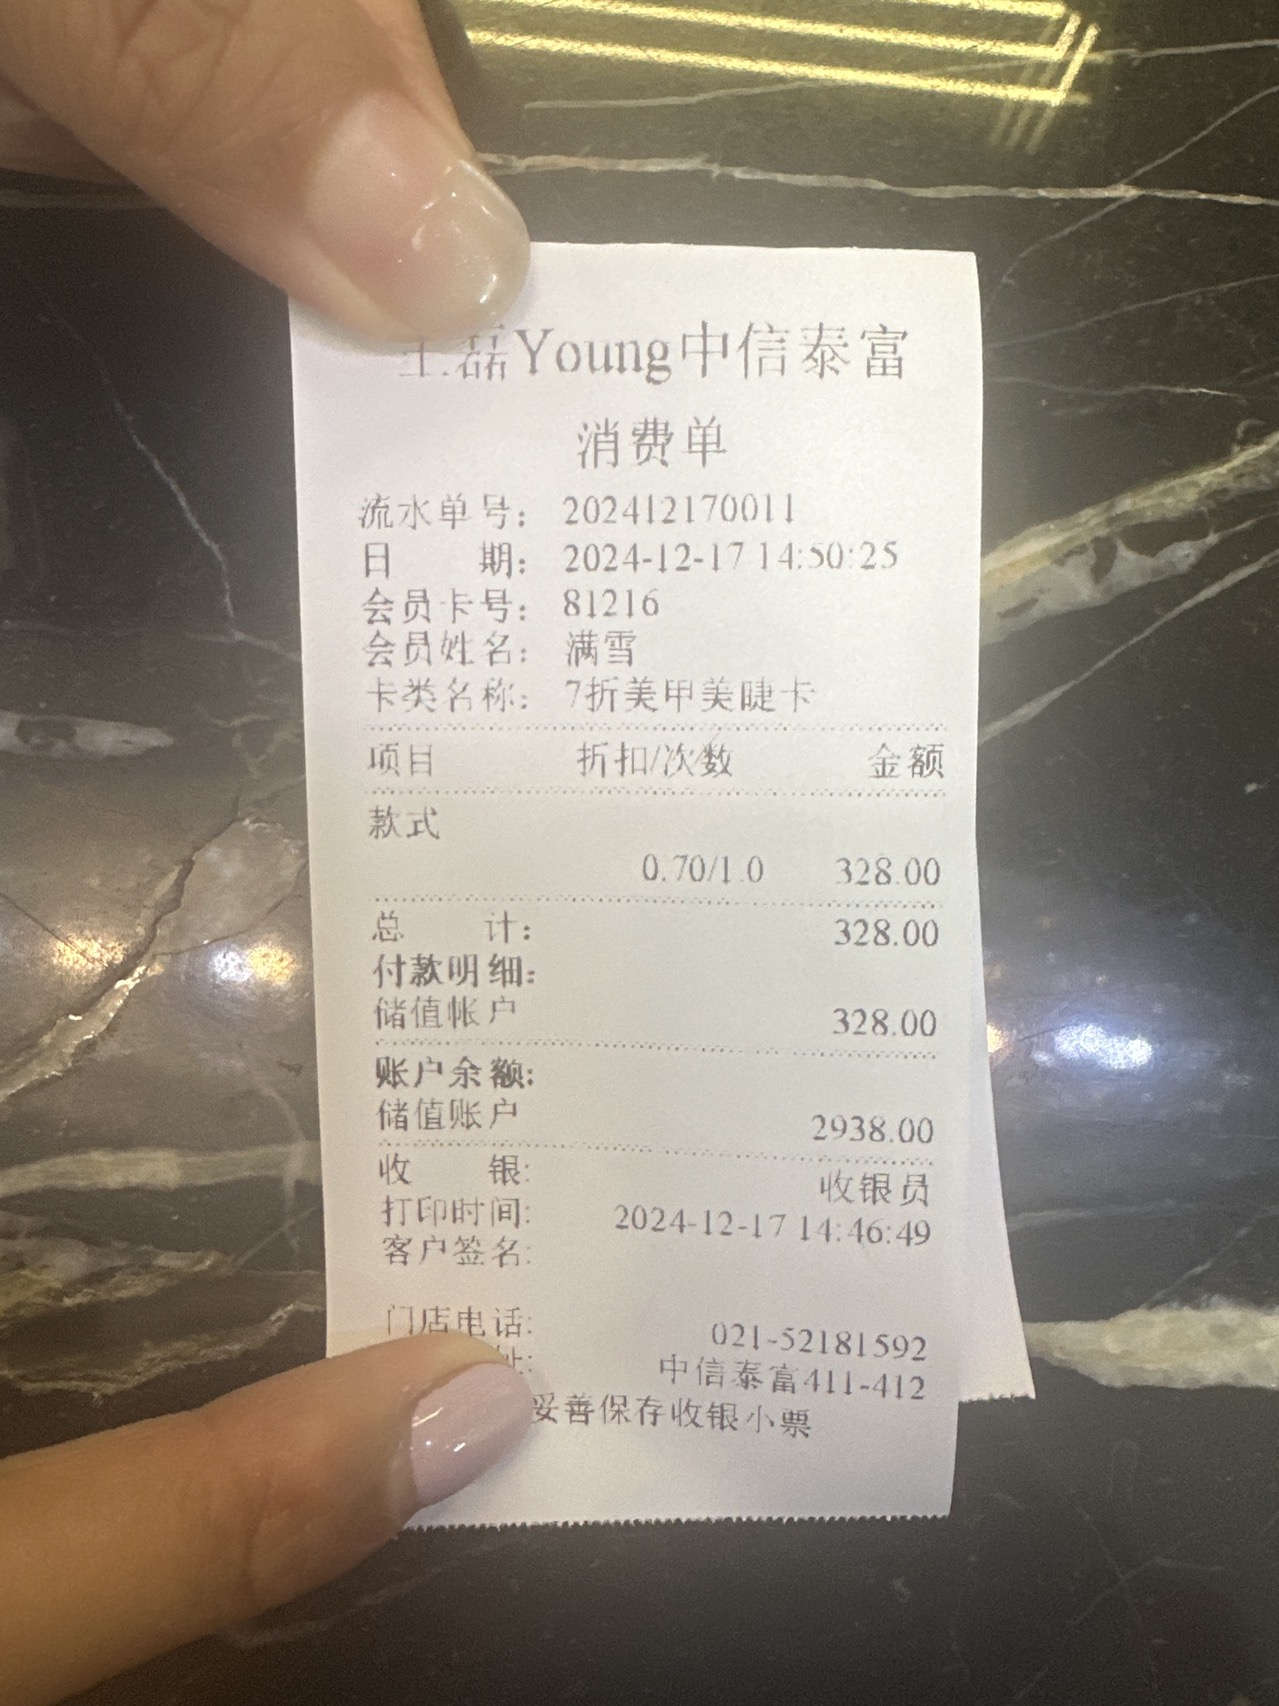 王磊Young中信泰富
消费单
流水单号： 202412170011
日 期： 2024-12-17 14:50:25
会员卡号： 81216
会员姓名： 满雪
卡类名称： 7折美甲美睫卡
项目 折扣/次数 金额
款式
0.70/1.0 328.00
总 计： 328.00
付款明细：
储值帐户 328.00
账户余额：
储值账户 2938.00
收 银： 收银员
打印时间： 2024-12-17 14:46:49
客户签名：
门店电话： 021-52181592
址： 中信泰富411-412
妥善保存收银小票